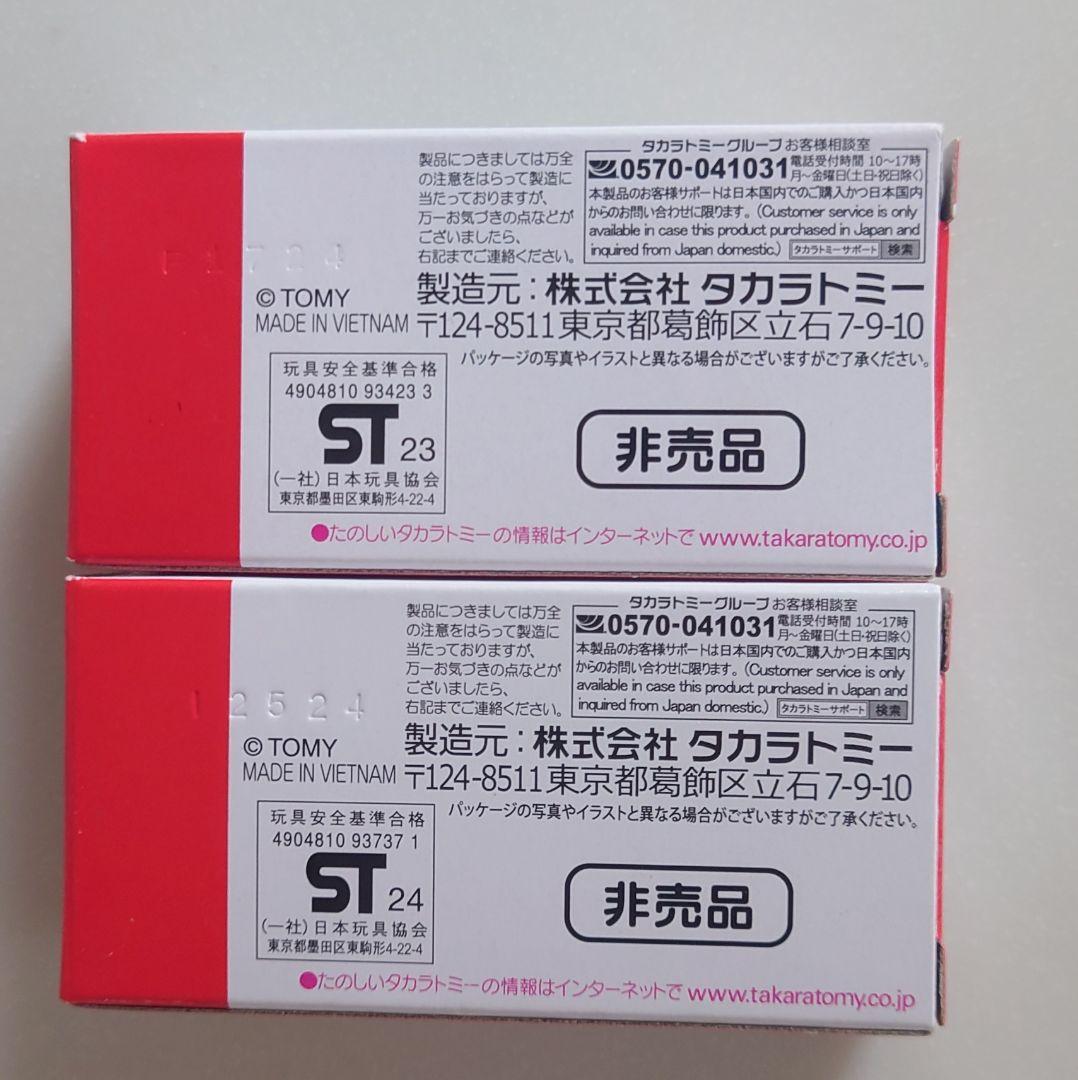 製品につきましては万全
の注意をはらって製造に
当たっておりますが、
万一お気づきの点などが
ございましたら、
右記までご連絡ください。
タカラトミーグループお客様相談室
0570-041031 電話受付時間 10〜17時
月〜金曜日(土日・祝日除く)
本製品のお客様サポートは日本国内でのご購入かつ日本国内
からのお問い合わせに限ります。(Customer service is only
available in case this product purchased in Japan and
inquired from Japan domestic.) タカラトミーサポート 検索
1724
© TOMY
MADE IN VIETNAM
製造元:株式会社 タカラトミー
〒124-8511東京都葛飾区立石7-9-10
パッケージの写真やイラストと異なる場合がございますがご了承ください。
玩具安全基準合格
4904810 93423 3
ST 23
(一社)日本玩具協会
東京都墨田区東駒形4-22-4
非売品
●たのしいタカラトミーの情報はインターネットで www.takaratomy.co.jp
製品につきましては万全
の注意をはらって製造に
当たっておりますが、
万一お気づきの点などが
ございましたら、
右記までご連絡ください。
タカラトミーグループお客様相談室
0570-041031 電話受付時間 10〜17時
月〜金曜日(土日・祝日除く)
本製品のお客様サポートは日本国内でのご購入かつ日本国内
からのお問い合わせに限ります。(Customer service is only
available in case this product purchased in Japan and
inquired from Japan domestic.) タカラトミーサポート 検索
2524
© TOMY
MADE IN VIETNAM
製造元:株式会社 タカラトミー
〒124-8511東京都葛飾区立石7-9-10
パッケージの写真やイラストと異なる場合がございますがご了承ください。
玩具安全基準合格
4904810 93737 1
ST 24
(一社)日本玩具協会
東京都墨田区東駒形4-22-4
非売品
●たのしいタカラトミーの情報はインターネットで www.takaratomy.co.jp